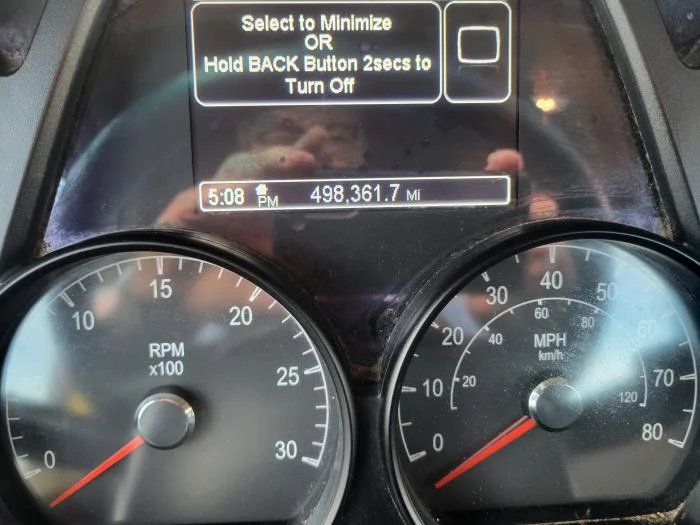 Select to Minimize
OR
Hold BACK Button 2secs to
Turn Off
5:08 PM 498,361.7 MI
0
5
10
15
20
25
30
RPM
x100
0
10
20
30
40
50
60
70
80
20
40
60
80
120
MPH
km/h